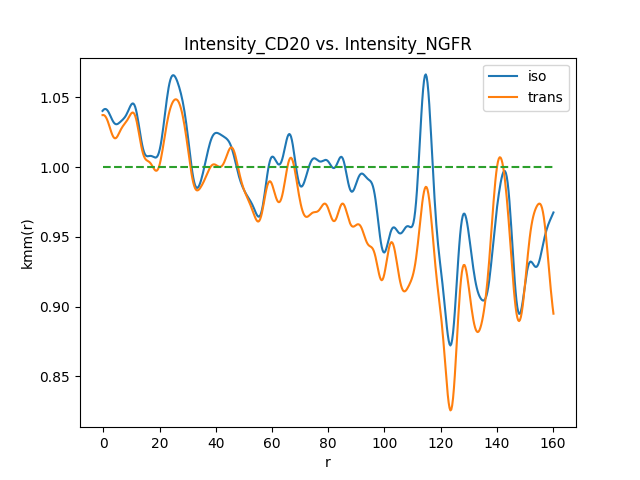 Intensity_CD20 vs. Intensity_NGFR
iso
trans
1.05
1.00
0.95
0.90
0.85
kmm(r)
0 20 40 60 80 100 120 140 160
r